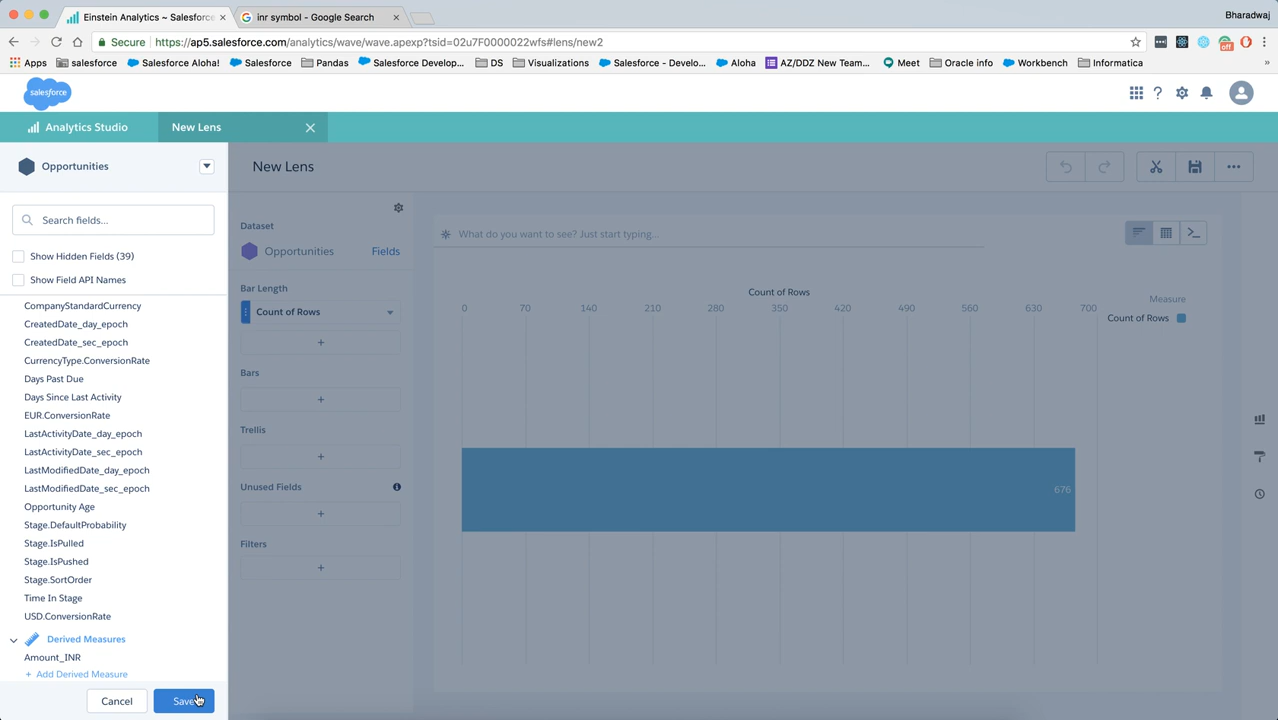 Einstein Analytics ~ Salesforce
inr symbol - Google Search
Bharadwaj
Secure
https://ap5.salesforce.com/analytics/wave/wave.apexp?tsid=02u7F0000022wfs#lens/new2
Apps
salesforce
Salesforce Aloha!
Salesforce
Pandas
Salesforce Develop...
DS
Visualizations
Salesforce - Develo...
Aloha
AZ/DDZ New Team...
Meet
Oracle info
Workbench
Informatica
»
off
salesforce
Analytics Studio
New Lens
Opportunities
Search fields...
Show Hidden Fields (39)
Show Field API Names
CompanyStandardCurrency
CreatedDate_day_epoch
CreatedDate_sec_epoch
CurrencyType.ConversionRate
Days Past Due
Days Since Last Activity
EUR.ConversionRate
LastActivityDate_day_epoch
LastActivityDate_sec_epoch
LastModifiedDate_day_epoch
LastModifiedDate_sec_epoch
Opportunity Age
Stage.DefaultProbability
Stage.IsPulled
Stage.IsPushed
Stage.SortOrder
Time In Stage
USD.ConversionRate
Derived Measures
Amount_INR
+ Add Derived Measure
Cancel
Save
New Lens
Dataset
Opportunities
Fields
Bar Length
Count of Rows
+
Bars
+
Trellis
+
Unused Fields
+
Filters
+
What do you want to see? Just start typing...
Count of Rows
0 70 140 210 280 350 420 490 560 630 700
676
Measure
Count of Rows